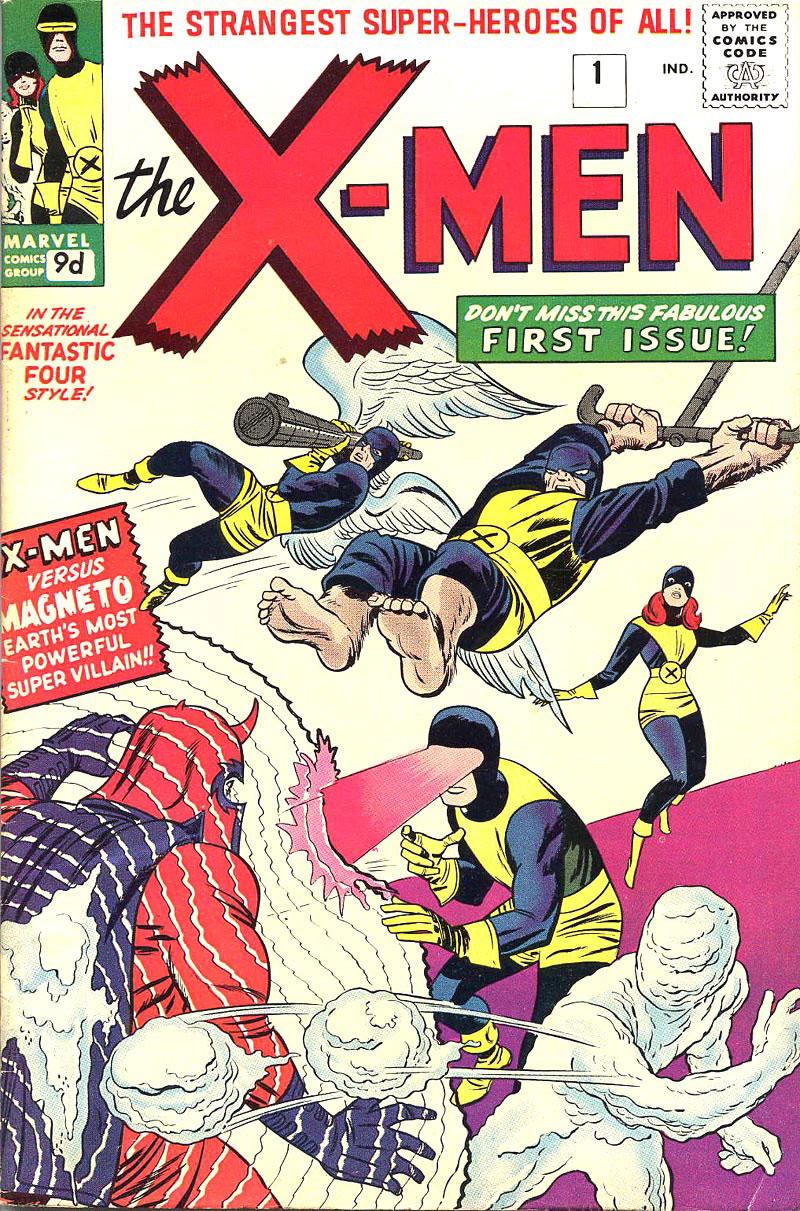 THE STRANGEST SUPER-HEROES OF ALL!
APPROVED
BY THE
COMICS
CODE
CA
AUTHORITY
1
IND.
the X-MEN
MARVEL
COMICS
GROUP
9d
IN THE
SENSATIONAL
FANTASTIC
FOUR
STYLE!
DON'T MISS THIS FABULOUS
FIRST ISSUE!
X-MEN
VERSUS
MAGNETO
EARTH'S MOST
POWERFUL
SUPER VILLAIN!!
X
X
X